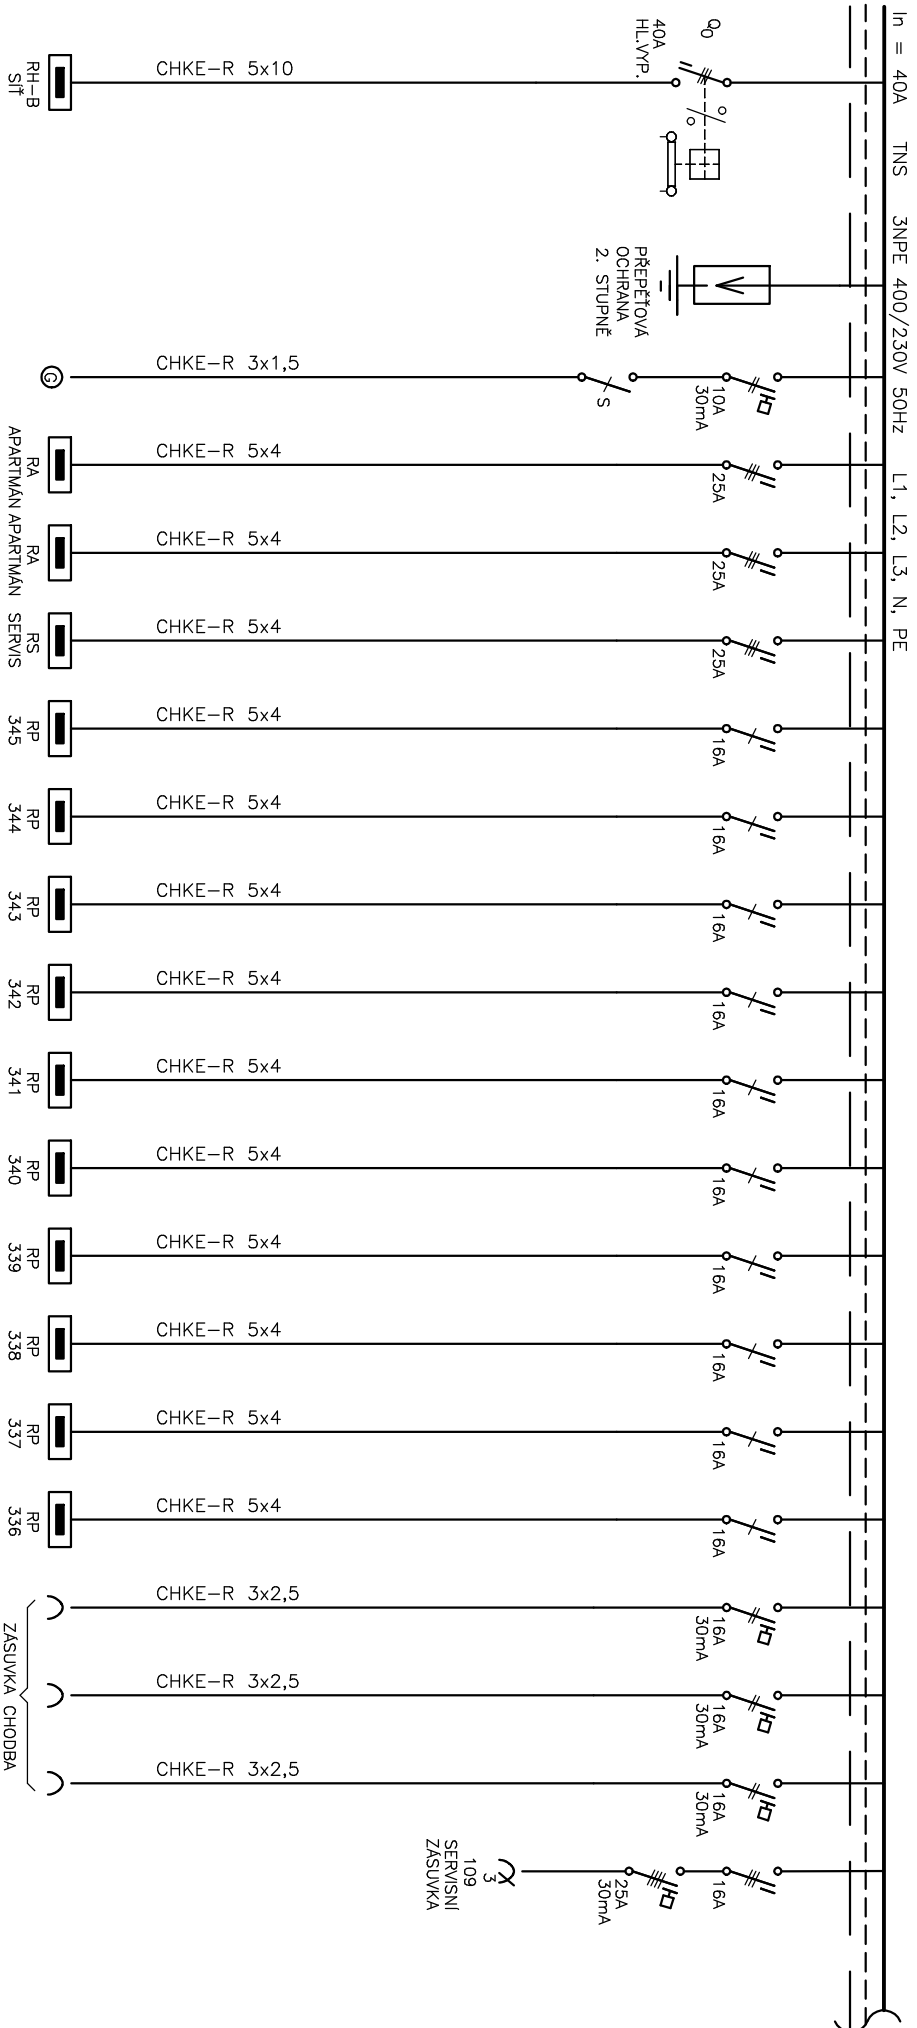 In = 40A TNS 3NPE 400/230V 50Hz L1, L2, L3, N, PE
Q0
40A
HL.VYP.
CHKE-R 5x10
RH-B
SÍŤ
PŘEPĚŤOVÁ
OCHRANA
2. STUPNĚ
10A
30mA
S
CHKE-R 3x1,5
G
25A
CHKE-R 5x4
RA
APARTMÁN
25A
CHKE-R 5x4
RA
APARTMÁN
25A
CHKE-R 5x4
RS
SERVIS
16A
CHKE-R 5x4
RP
345
16A
CHKE-R 5x4
RP
344
16A
CHKE-R 5x4
RP
343
16A
CHKE-R 5x4
RP
342
16A
CHKE-R 5x4
RP
341
16A
CHKE-R 5x4
RP
340
16A
CHKE-R 5x4
RP
339
16A
CHKE-R 5x4
RP
338
16A
CHKE-R 5x4
RP
337
16A
CHKE-R 5x4
RP
336
16A
30mA
CHKE-R 3x2,5
16A
30mA
CHKE-R 3x2,5
16A
30mA
CHKE-R 3x2,5
ZÁSUVKA CHODBA
16A
25A
30mA
3
109
SERVISNÍ
ZÁSUVKA